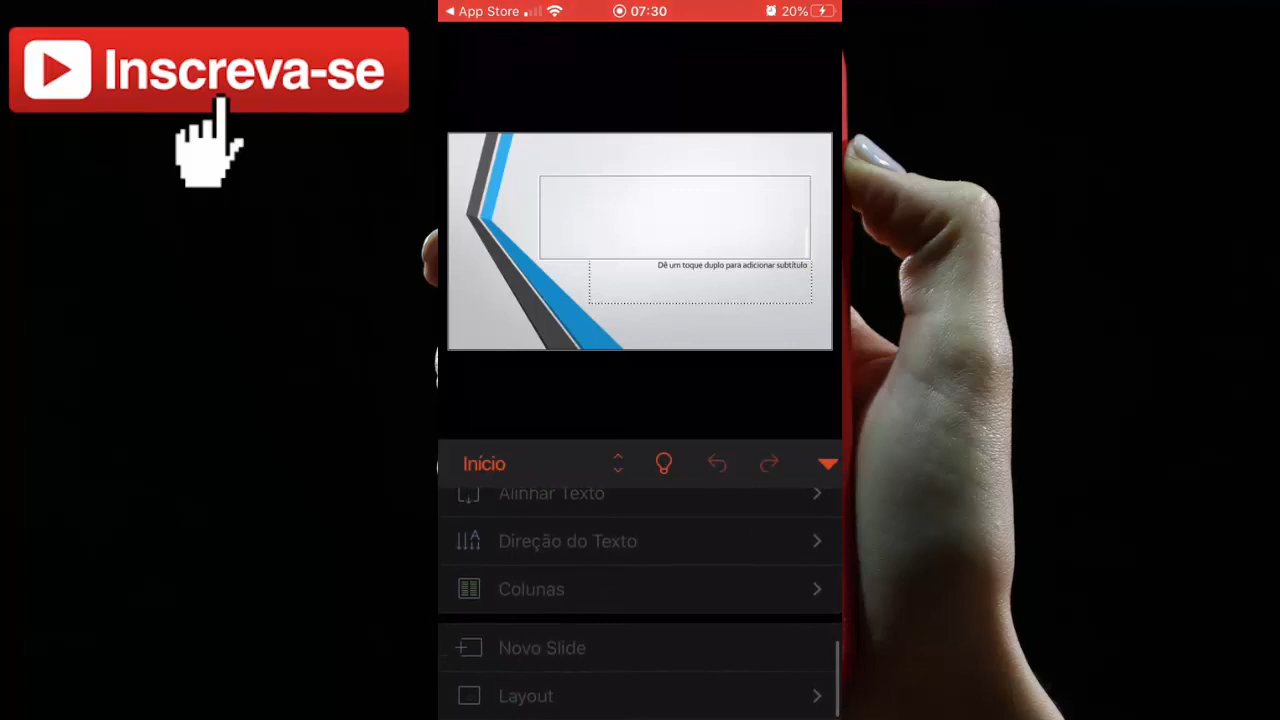 Inscreva-se
App Store
07:30
20%
Dê um toque duplo para adicionar subtítulo
Início
Alinhar Texto
Direção do Texto
Colunas
Novo Slide
Layout